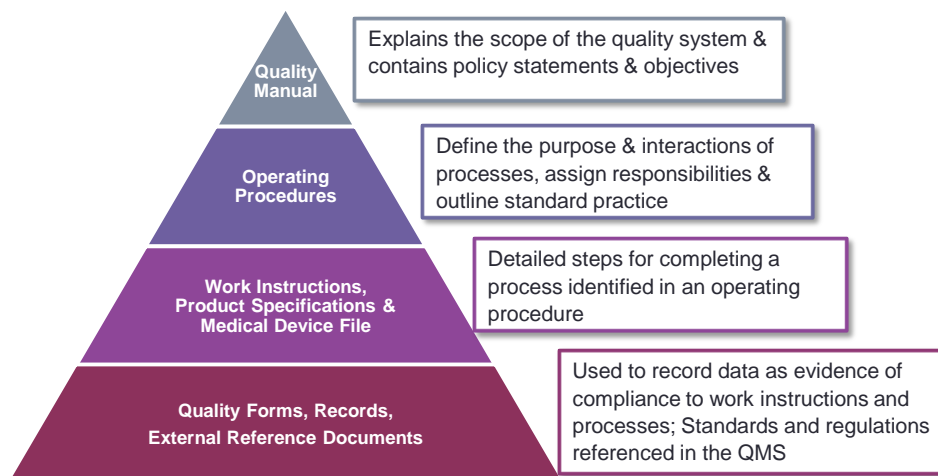 Quality
Manual
Explains the scope of the quality system &
contains policy statements & objectives
Operating
Procedures
Define the purpose & interactions of
processes, assign responsibilities &
outline standard practice
Work Instructions,
Product Specifications &
Medical Device File
Detailed steps for completing a
process identified in an operating
procedure
Quality Forms, Records,
External Reference Documents
Used to record data as evidence of
compliance to work instructions and
processes; Standards and regulations
referenced in the QMS